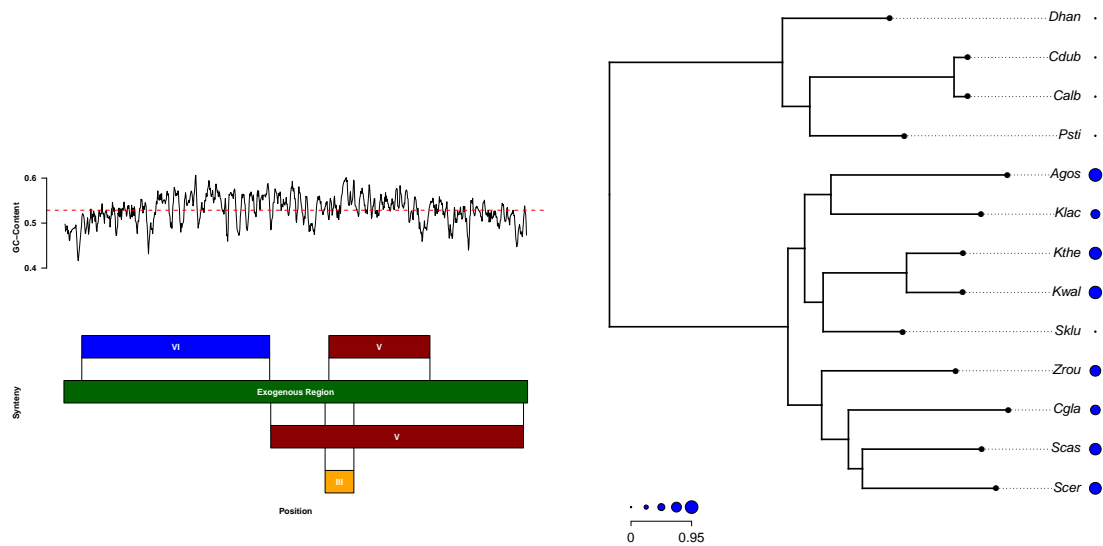 0.6
0.5
0.4
GC−Content
VI
V
Exogenous Region
V
III
Synteny
Position
Dhan
Cdub
Calb
Psti
Agos
Klac
Kthe
Kwal
Sklu
Zrou
Cgla
Scas
Scer
0 0.95